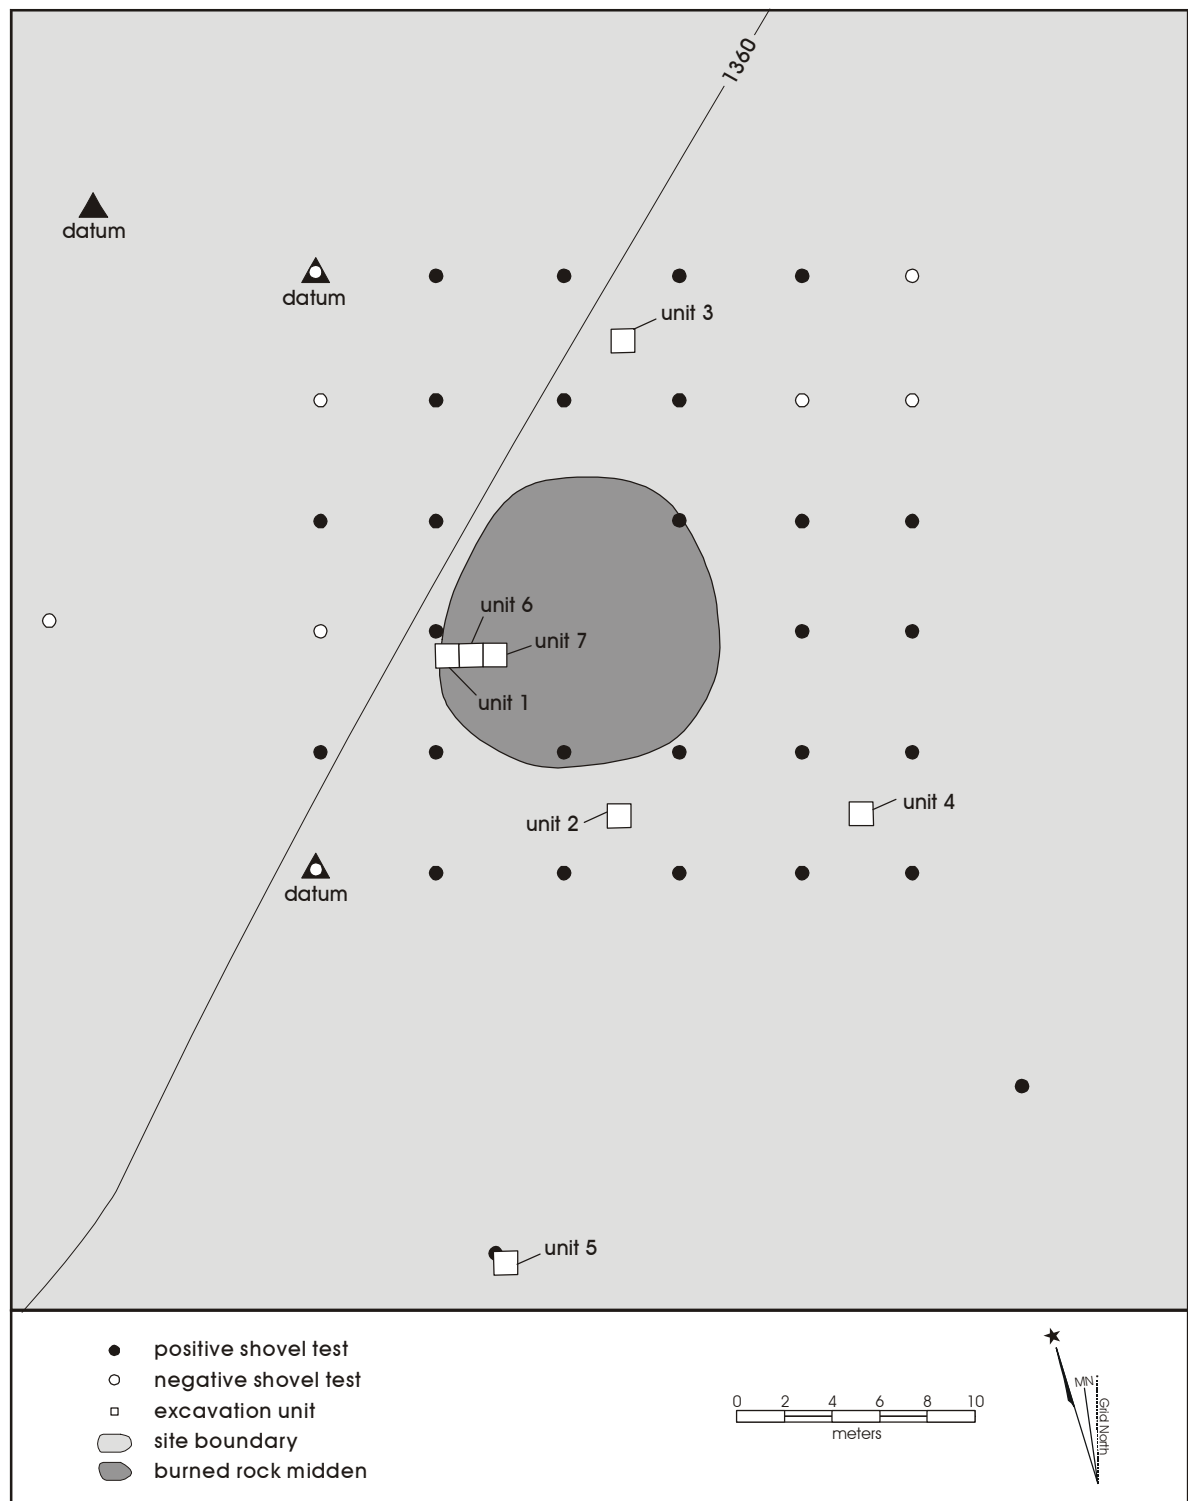 1360
datum
datum
unit 3
unit 6
unit 7
unit 1
unit 4
unit 2
datum
unit 5
positive shovel test
negative shovel test
excavation unit
site boundary
burned rock midden
0 2 4 6 8 10
meters
MN
Grid North